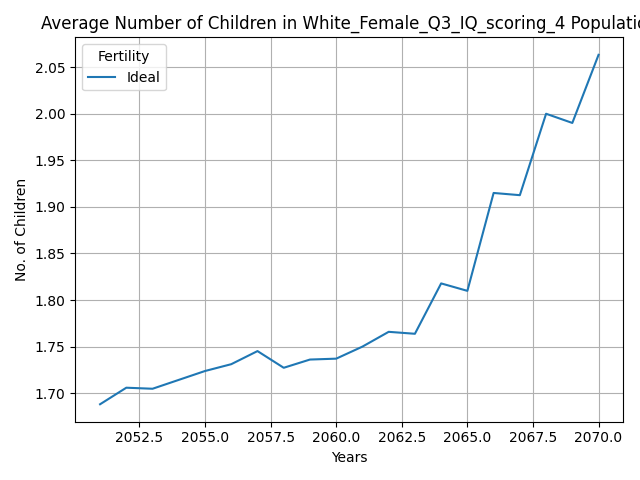 Average Number of Children in White_Female_Q3_IQ_scoring_4 Populatio
Fertility
Ideal
2.05
2.00
1.95
1.90
1.85
1.80
1.75
1.70
No. of Children
2052.5 2055.0 2057.5 2060.0 2062.5 2065.0 2067.5 2070.0
Years